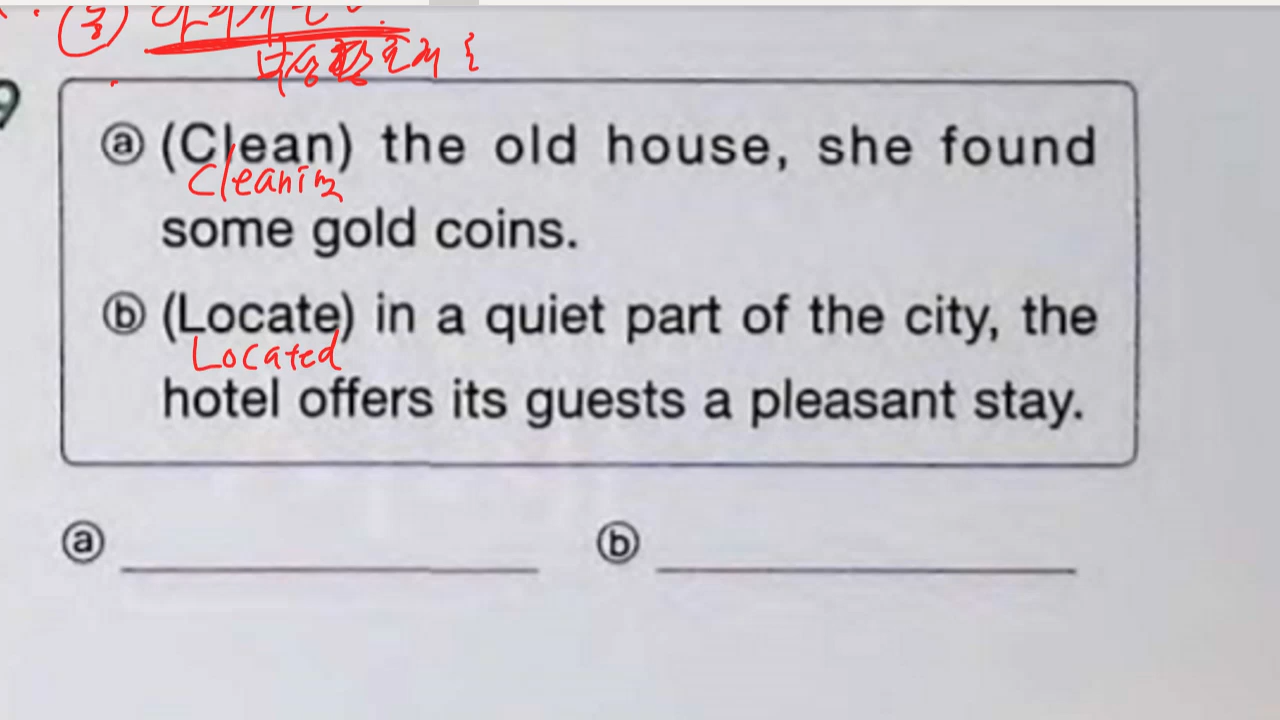 ⓐ (Clean) the old house, she found
Cleaning
some gold coins.
ⓑ (Locate) in a quiet part of the city, the
Located
hotel offers its guests a pleasant stay.
ⓐ ⓑ